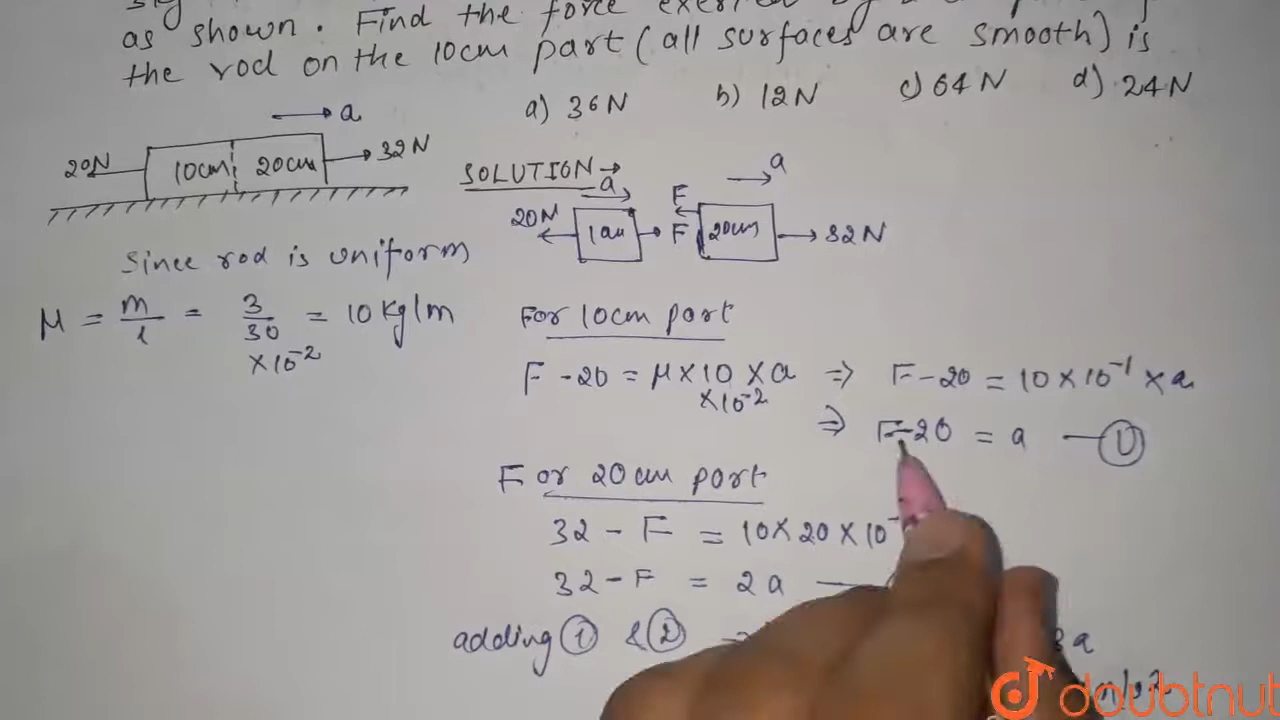 as shown. Find the force
the rod on the 10cm part (all surfaces are smooth) is
a) 36N b) 12N c) 64N d) 24N
a
20N 10cm 20cm 32N
SOLUTION →
a a
20N 1cm F F 20cm 32N
Since rod is uniform
M = m/l = 3/30 × 10⁻² = 10 kg/m
For 10cm part
F - 20 = μ × 10 × 10⁻² × a ⇒ F - 20 = 10 × 10⁻¹ × a
⇒ F - 20 = a — ①
For 20cm part
32 - F = 10 × 20 × 10
32 - F = 2a —
adding ① & ②
a
doubtnut